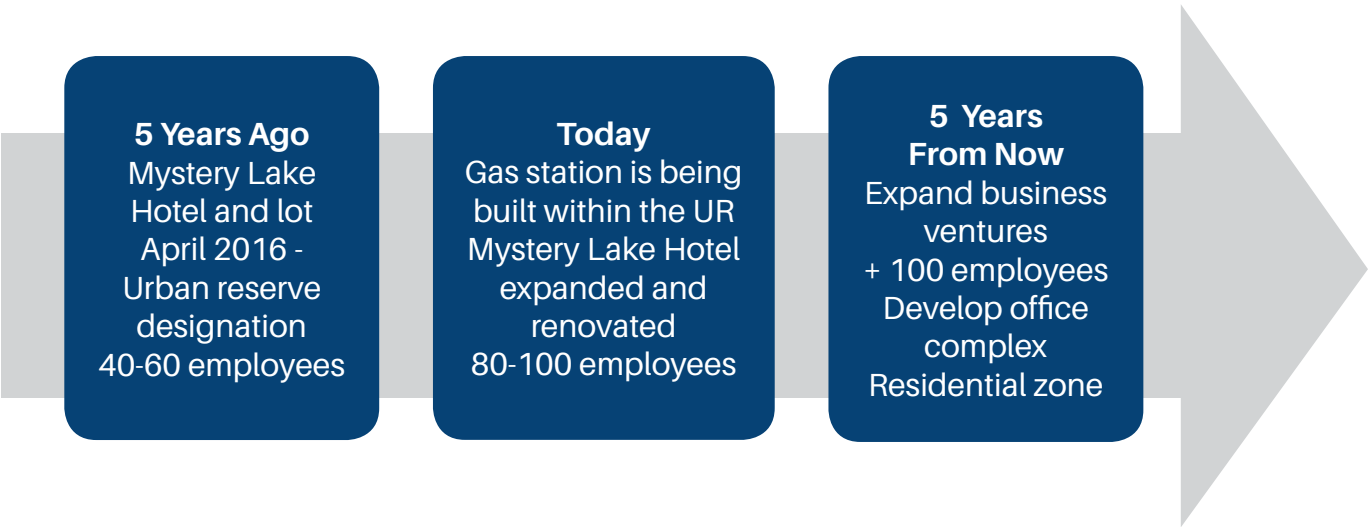 5 Years Ago
Mystery Lake
Hotel and lot
April 2016 -
Urban reserve
designation
40-60 employees
Today
Gas station is being
built within the UR
Mystery Lake Hotel
expanded and
renovated
80-100 employees
5 Years
From Now
Expand business
ventures
+ 100 employees
Develop office
complex
Residential zone